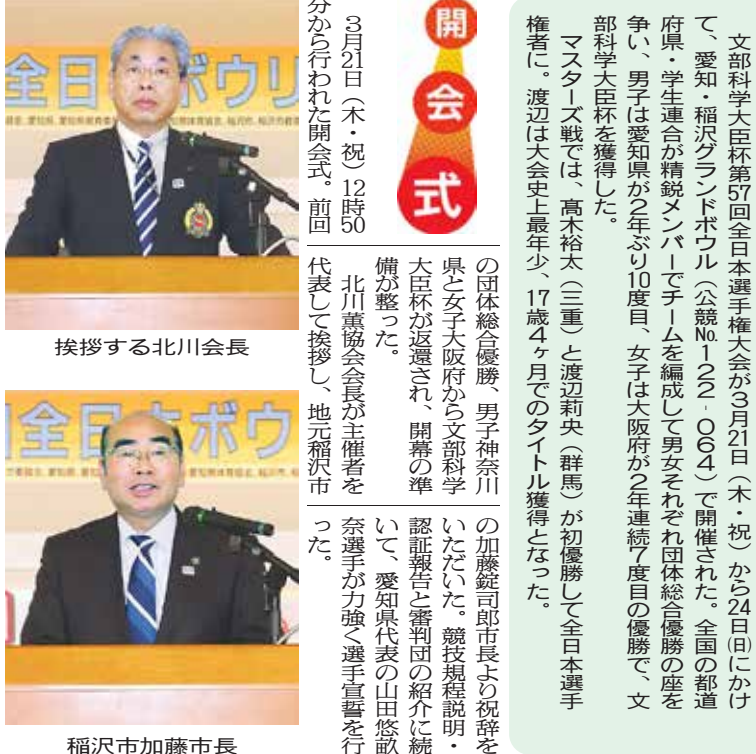 文部科学大臣杯第57回全日本選手権大会が3月21日（木・祝）から24日㈰にかけ
て、愛知・稲沢グランドボウル（公競№122-064）で開催された。全国の都道
府県・学生連合が精鋭メンバーでチームを編成して男女それぞれ団体総合優勝の座を
争い、男子は愛知県が2年ぶり10度目、女子は大阪府が2年連続7度目の優勝で、文
部科学大臣杯を獲得した。
マスターズ戦では、髙木裕太（三重）と渡辺莉央（群馬）が初優勝して全日本選手
権者に。渡辺は大会史上最年少、17歳4ヶ月でのタイトル獲得となった。
開会式
3月21日（木・祝）12時50
分から行われた開会式。前回
の団体総合優勝、男子神奈川
県と女子大阪府から文部科学
大臣杯が返還され、開幕の準
備が整った。
北川薫協会会長が主催者を
代表して挨拶し、地元稲沢市
の加藤錠司郎市長より祝辞を
いただいた。競技規程説明・
認証報告と審判団の紹介に続
いて、愛知県代表の山田悠畝
奈選手が力強く選手宣誓を行
った。
全日本ボウリ
挨拶する北川会長
回全日本ボウ
稲沢市加藤市長